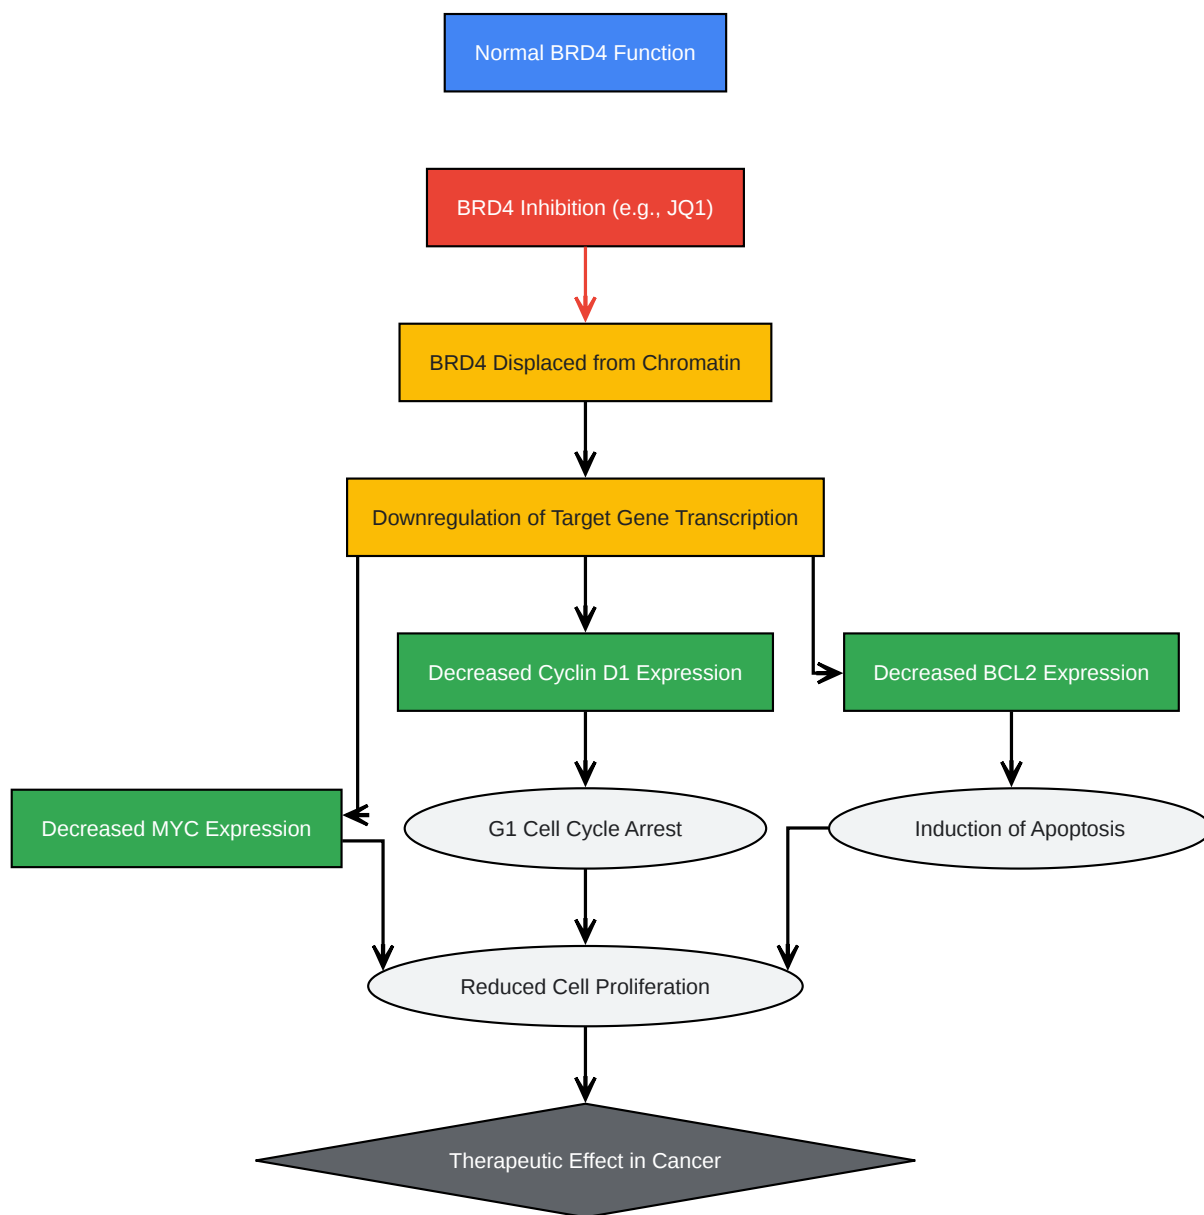 Normal BRD4 Function
BRD4 Inhibition (e.g., JQ1)
BRD4 Displaced from Chromatin
Downregulation of Target Gene Transcription
Decreased Cyclin D1 Expression
Decreased BCL2 Expression
Decreased MYC Expression
G1 Cell Cycle Arrest
Induction of Apoptosis
Reduced Cell Proliferation
Therapeutic Effect in Cancer